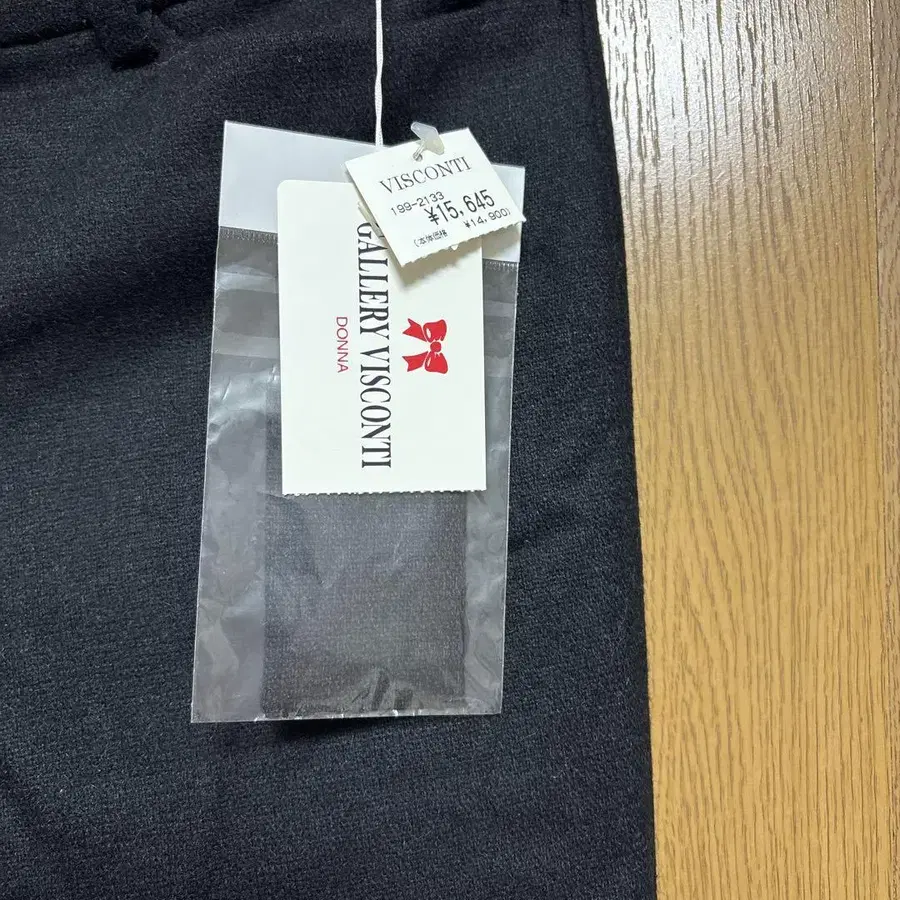 VISCONTI
199-2133
¥15,645
(本体価格 ¥14,900)
GALLERY VISCONTI
DONNA